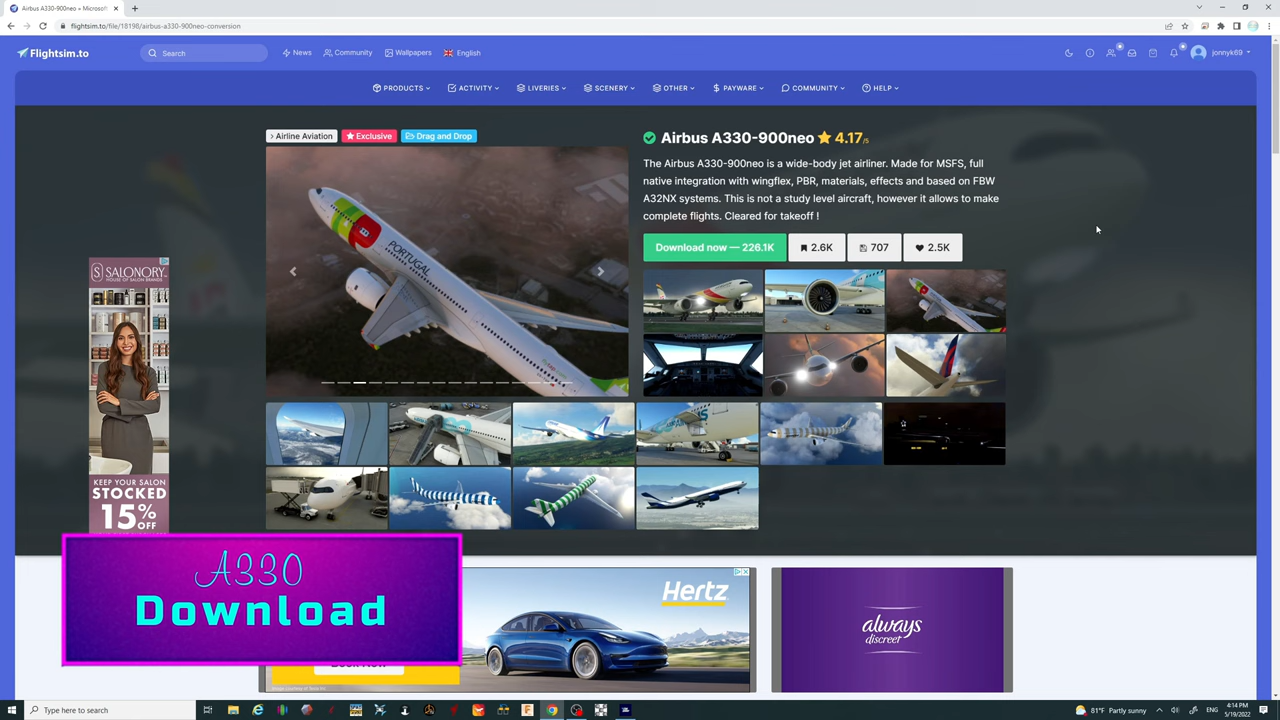 Airbus A330-900neo » Microsoft
flightsim.to/file/18198/airbus-a330-900neo-conversion
Flightsim.to
Search
News
Community
Wallpapers
English
jonnyk69
PRODUCTS
ACTIVITY
LIVERIES
SCENERY
OTHER
PAYWARE
COMMUNITY
HELP
Airline Aviation
Exclusive
Drag and Drop
PORTUGAL
Airbus A330-900neo 4.17/5
The Airbus A330-900neo is a wide-body jet airliner. Made for MSFS, full
native integration with wingflex, PBR, materials, effects and based on FBW
A32NX systems. This is not a study level aircraft, however it allows to make
complete flights. Cleared for takeoff !
Download now — 226.1K
2.6K
707
2.5K
SALONORY
HOUSE OF SALON BRANDS
KEEP YOUR SALON
STOCKED
15%
OFF
A330
Download
Hertz
always
discreet
Type here to search
81°F Partly sunny
4:14 PM
5/19/2022